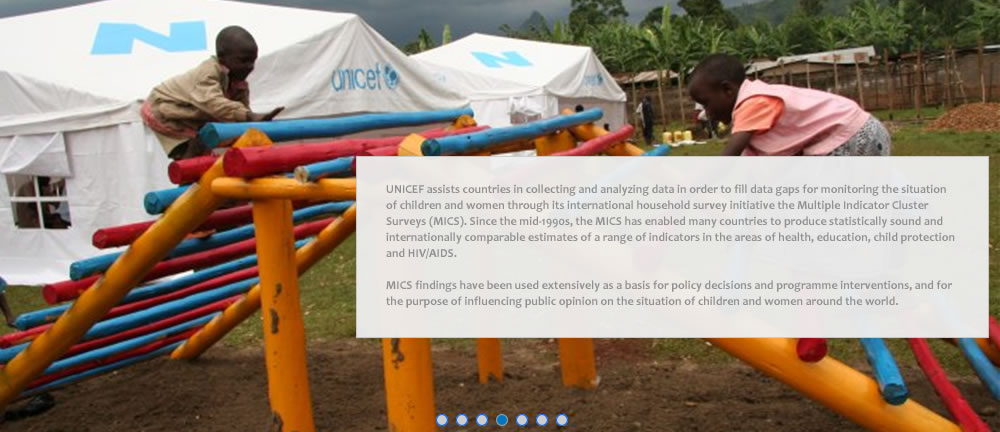 unicef
UNICEF assists countries in collecting and analyzing data in order to fill data gaps for monitoring the situation
of children and women through its international household survey initiative the Multiple Indicator Cluster
Surveys (MICS). Since the mid-1990s, the MICS has enabled many countries to produce statistically sound and
internationally comparable estimates of a range of indicators in the areas of health, education, child protection
and HIV/AIDS.
MICS findings have been used extensively as a basis for policy decisions and programme interventions, and for
the purpose of influencing public opinion on the situation of children and women around the world.